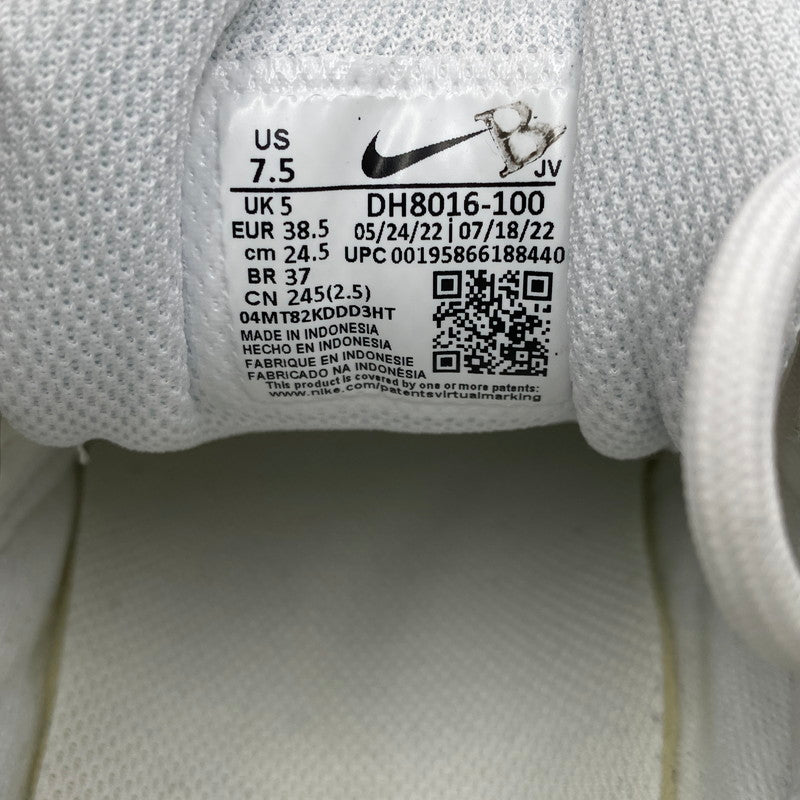 US
7.5
B
JV
UK 5
DH8016-100
EUR 38.5
05/24/22 | 07/18/22
cm 24.5
UPC 00195866188440
BR 37
CN 245(2.5)
04MT82KDDD3HT
MADE IN INDONESIA
HECHO EN INDONESIA
FABRIQUE EN INDONESIE
FABRICADO NA INDONÈSIA
This product is covered by one or more patents:
www.nike.com/patentsvirtualmarking